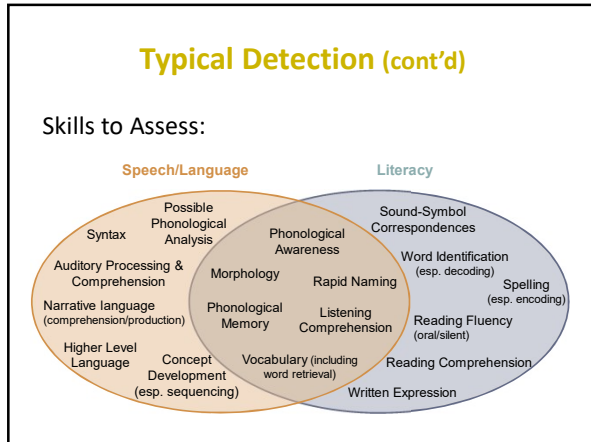 Typical Detection (cont'd)
Skills to Assess:
Speech/Language
Literacy
Possible
Phonological
Analysis
Syntax
Auditory Processing &
Comprehension
Narrative language
(comprehension/production)
Higher Level
Language
Concept
Development
(esp. sequencing)
Phonological
Awareness
Morphology
Rapid Naming
Phonological
Memory
Listening
Comprehension
Vocabulary (including
word retrieval)
Sound-Symbol
Correspondences
Word Identification
(esp. decoding)
Spelling
(esp. encoding)
Reading Fluency
(oral/silent)
Reading Comprehension
Written Expression